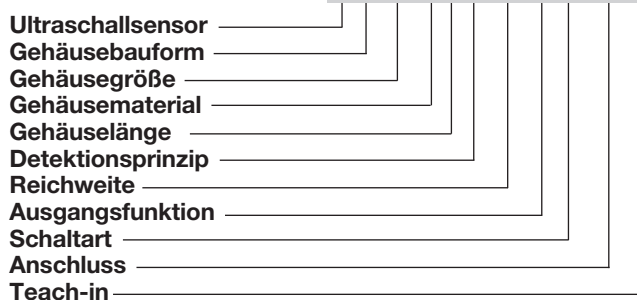 Ultraschallsensor
Gehäusebauform
Gehäusegröße
Gehäusematerial
Gehäuselänge
Detektionsprinzip
Reichweite
Ausgangsfunktion
Schaltart
Anschluss
Teach-in